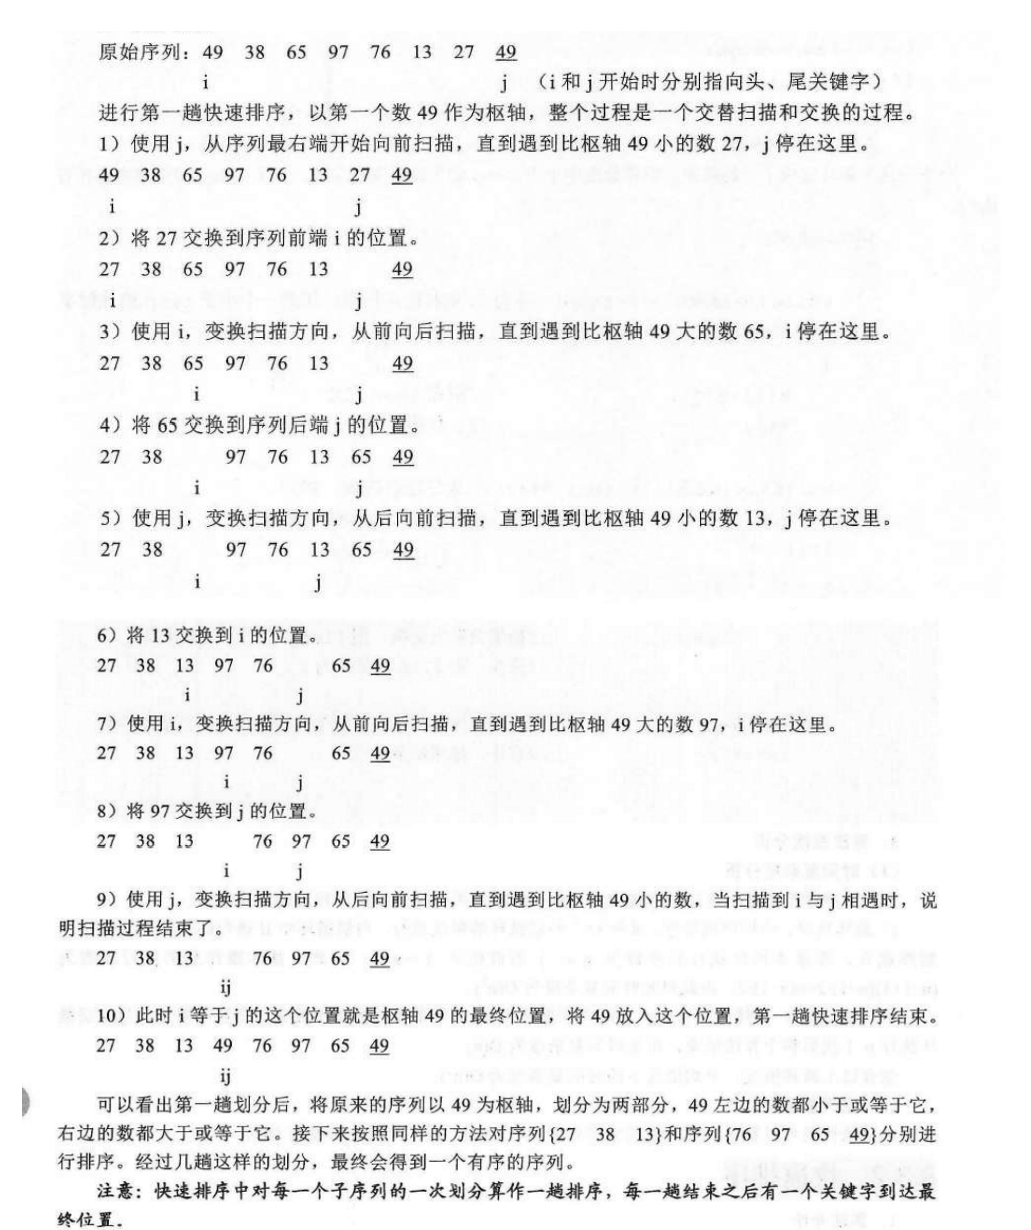 原始序列：49 38 65 97 76 13 27 49
i j （i 和 j 开始时分别指向头、尾关键字）
进行第一趟快速排序，以第一个数 49 作为枢轴，整个过程是一个交替扫描和交换的过程。
1）使用 j，从序列最右端开始向前扫描，直到遇到比枢轴 49 小的数 27，j 停在这里。
49 38 65 97 76 13 27 49
i j
2）将 27 交换到序列前端 i 的位置。
27 38 65 97 76 13 49
i j
3）使用 i，变换扫描方向，从前向后扫描，直到遇到比枢轴 49 大的数 65，i 停在这里。
27 38 65 97 76 13 49
i j
4）将 65 交换到序列后端 j 的位置。
27 38 97 76 13 65 49
i j
5）使用 j，变换扫描方向，从后向前扫描，直到遇到比枢轴 49 小的数 13，j 停在这里。
27 38 97 76 13 65 49
i j
6）将 13 交换到 i 的位置。
27 38 13 97 76 65 49
i j
7）使用 i，变换扫描方向，从前向后扫描，直到遇到比枢轴 49 大的数 97，i 停在这里。
27 38 13 97 76 65 49
i j
8）将 97 交换到 j 的位置。
27 38 13 76 97 65 49
i j
9）使用 j，变换扫描方向，从后向前扫描，直到遇到比枢轴 49 小的数，当扫描到 i 与 j 相遇时，说
明扫描过程结束了。
27 38 13 76 97 65 49
ij
10）此时 i 等于 j 的这个位置就是枢轴 49 的最终位置，将 49 放入这个位置，第一趟快速排序结束。
27 38 13 49 76 97 65 49
ij
可以看出第一趟划分后，将原来的序列以 49 为枢轴，划分为两部分，49 左边的数都小于或等于它，
右边的数都大于或等于它。接下来按照同样的方法对序列{27 38 13}和序列{76 97 65 49}分别进
行排序。经过几趟这样的划分，最终会得到一个有序的序列。
注意：快速排序中对每一个子序列的一次划分算作一趟排序，每一趟结束之后有一个关键字到达最
终位置。